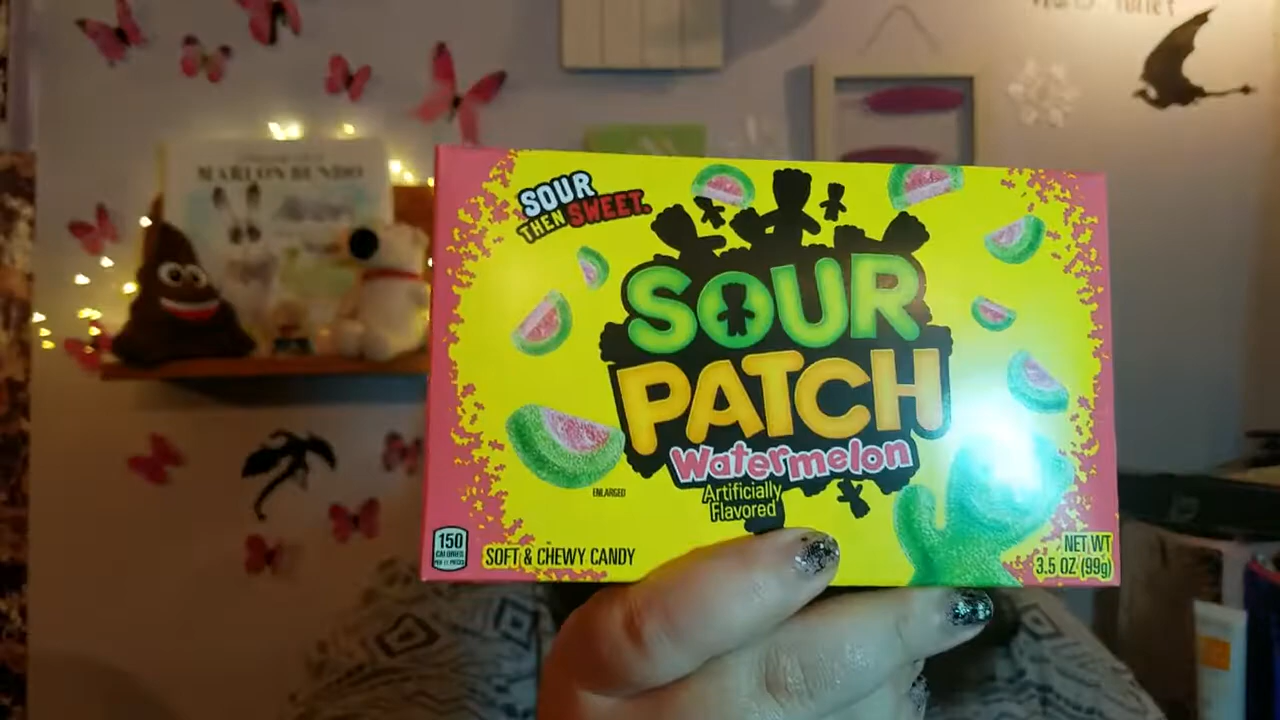 MARLON BUNDO
SOUR
THEN SWEET.
SOUR
PATCH
Watermelon
Artificially
Flavored
ENLARGED
150
CALORIES
SOFT & CHEWY CANDY
NET WT
3.5 OZ (99g)